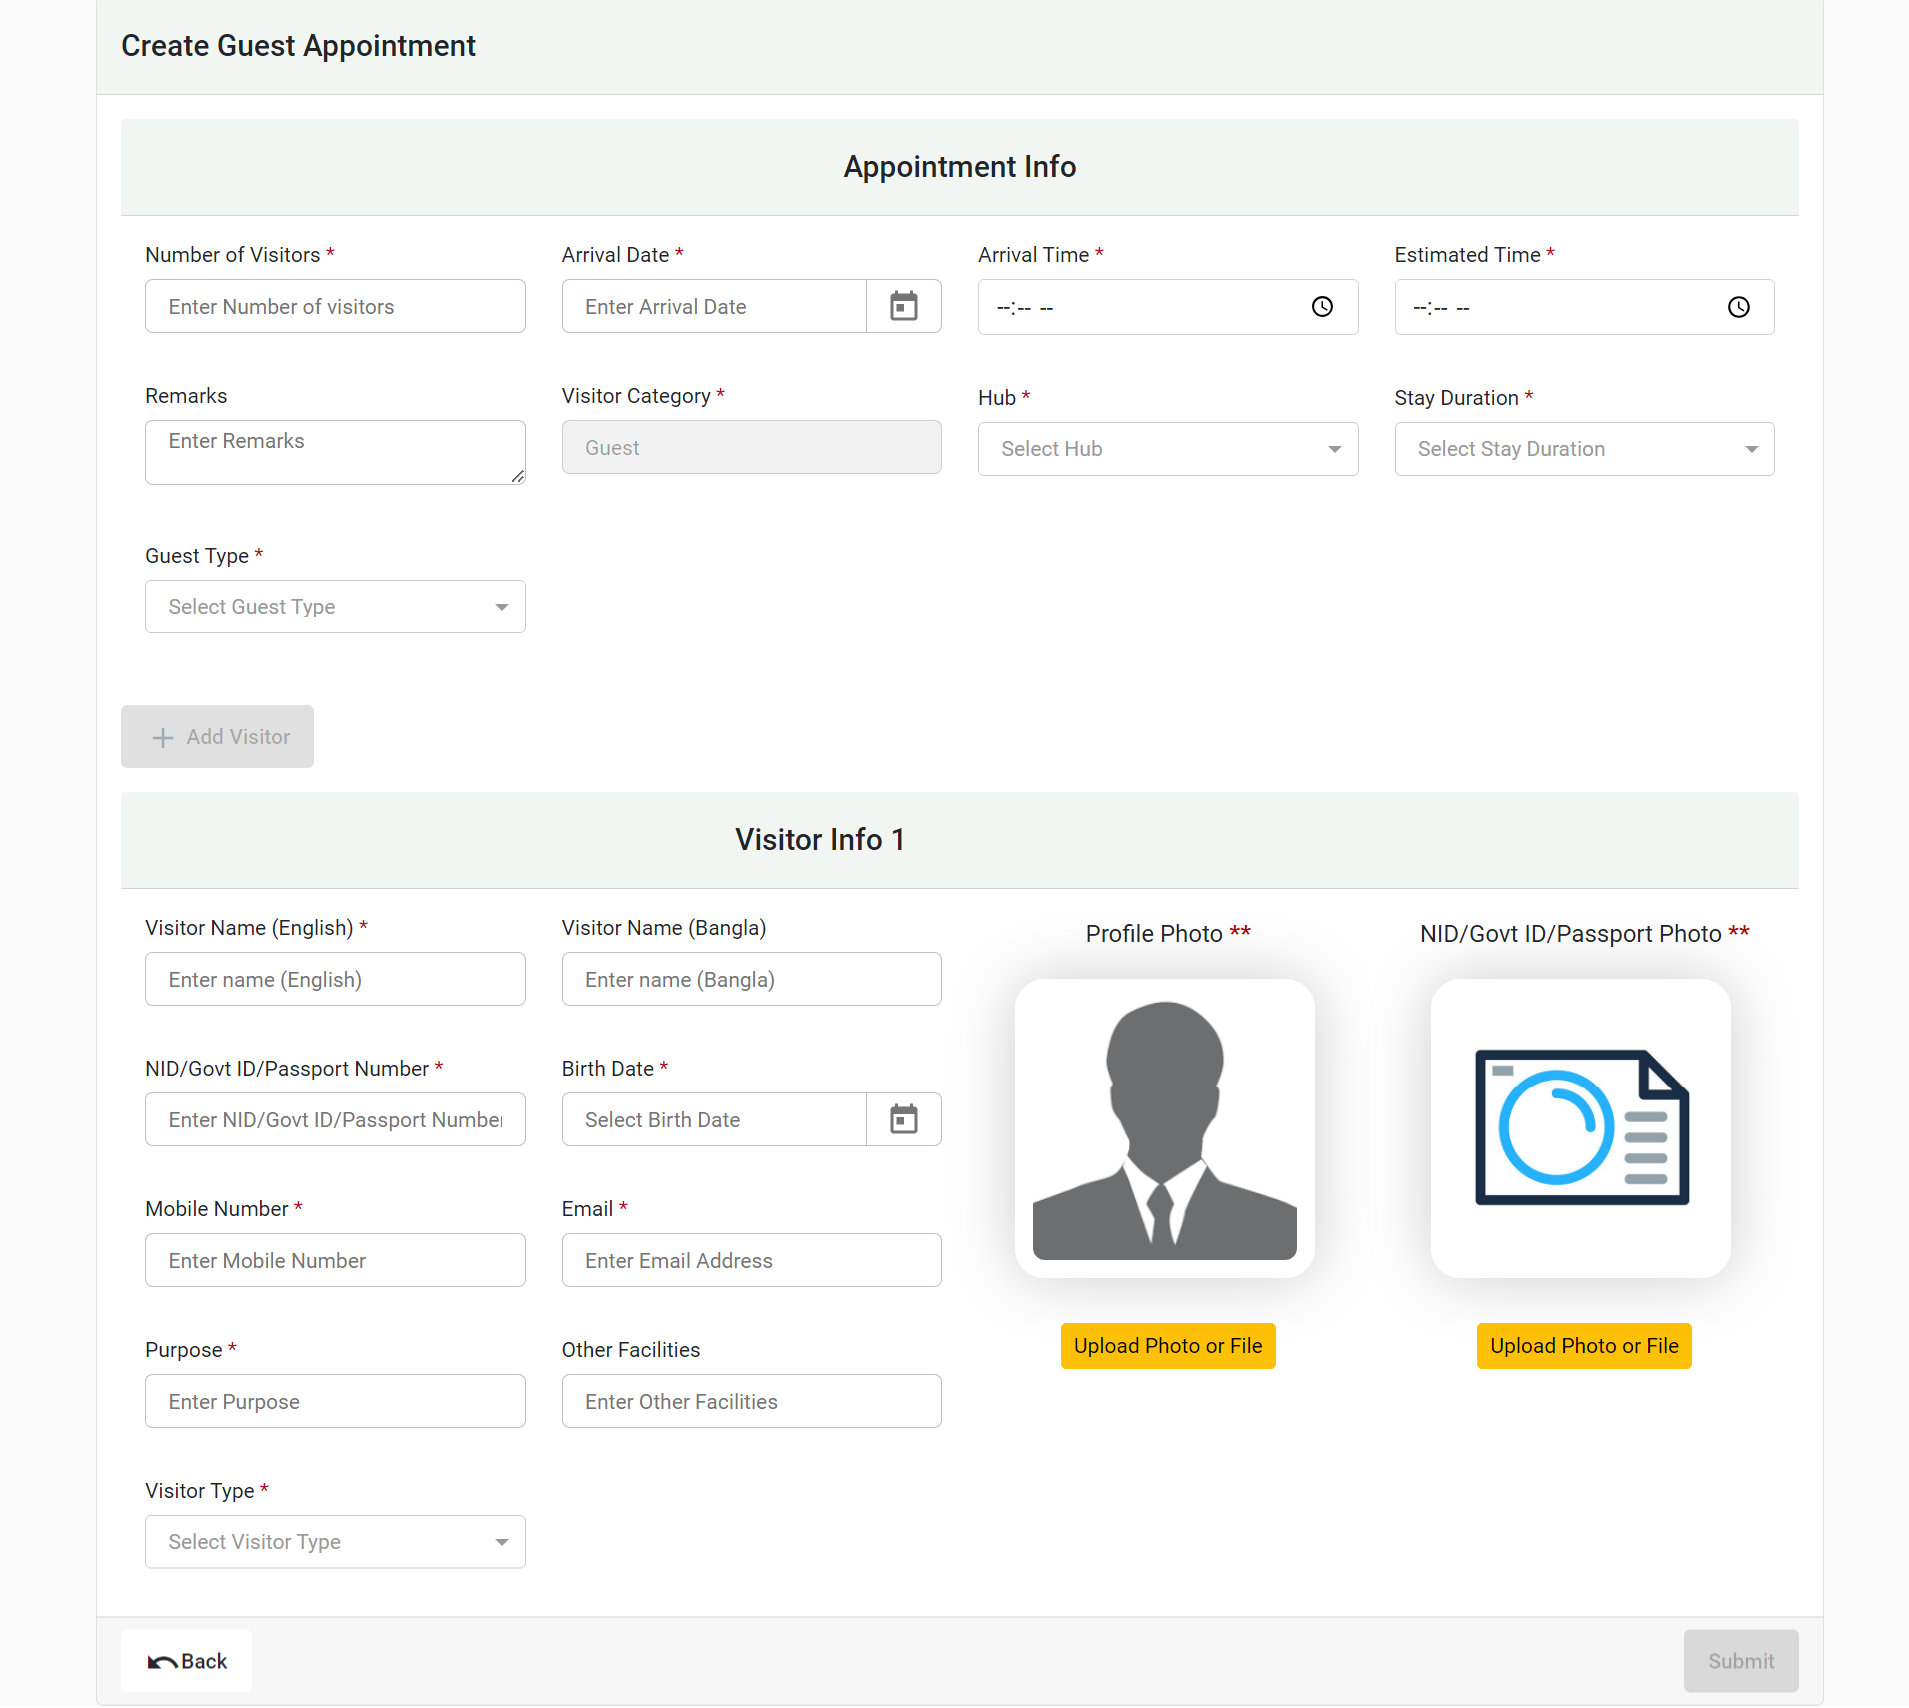 Create Guest Appointment
Appointment Info
Number of Visitors *
Arrival Date *
Arrival Time *
Estimated Time *
Enter Number of visitors
Enter Arrival Date
--:-- --
--:-- --
Remarks
Visitor Category *
Hub *
Stay Duration *
Enter Remarks
Guest
Select Hub
Select Stay Duration
Guest Type *
Select Guest Type
Add Visitor
Visitor Info 1
Visitor Name (English) *
Visitor Name (Bangla)
Profile Photo **
NID/Govt ID/Passport Photo **
Enter name (English)
Enter name (Bangla)
NID/Govt ID/Passport Number *
Birth Date *
Enter NID/Govt ID/Passport Number
Select Birth Date
Mobile Number *
Email *
Enter Mobile Number
Enter Email Address
Upload Photo or File
Upload Photo or File
Purpose *
Other Facilities
Enter Purpose
Enter Other Facilities
Visitor Type *
Select Visitor Type
Back
Submit